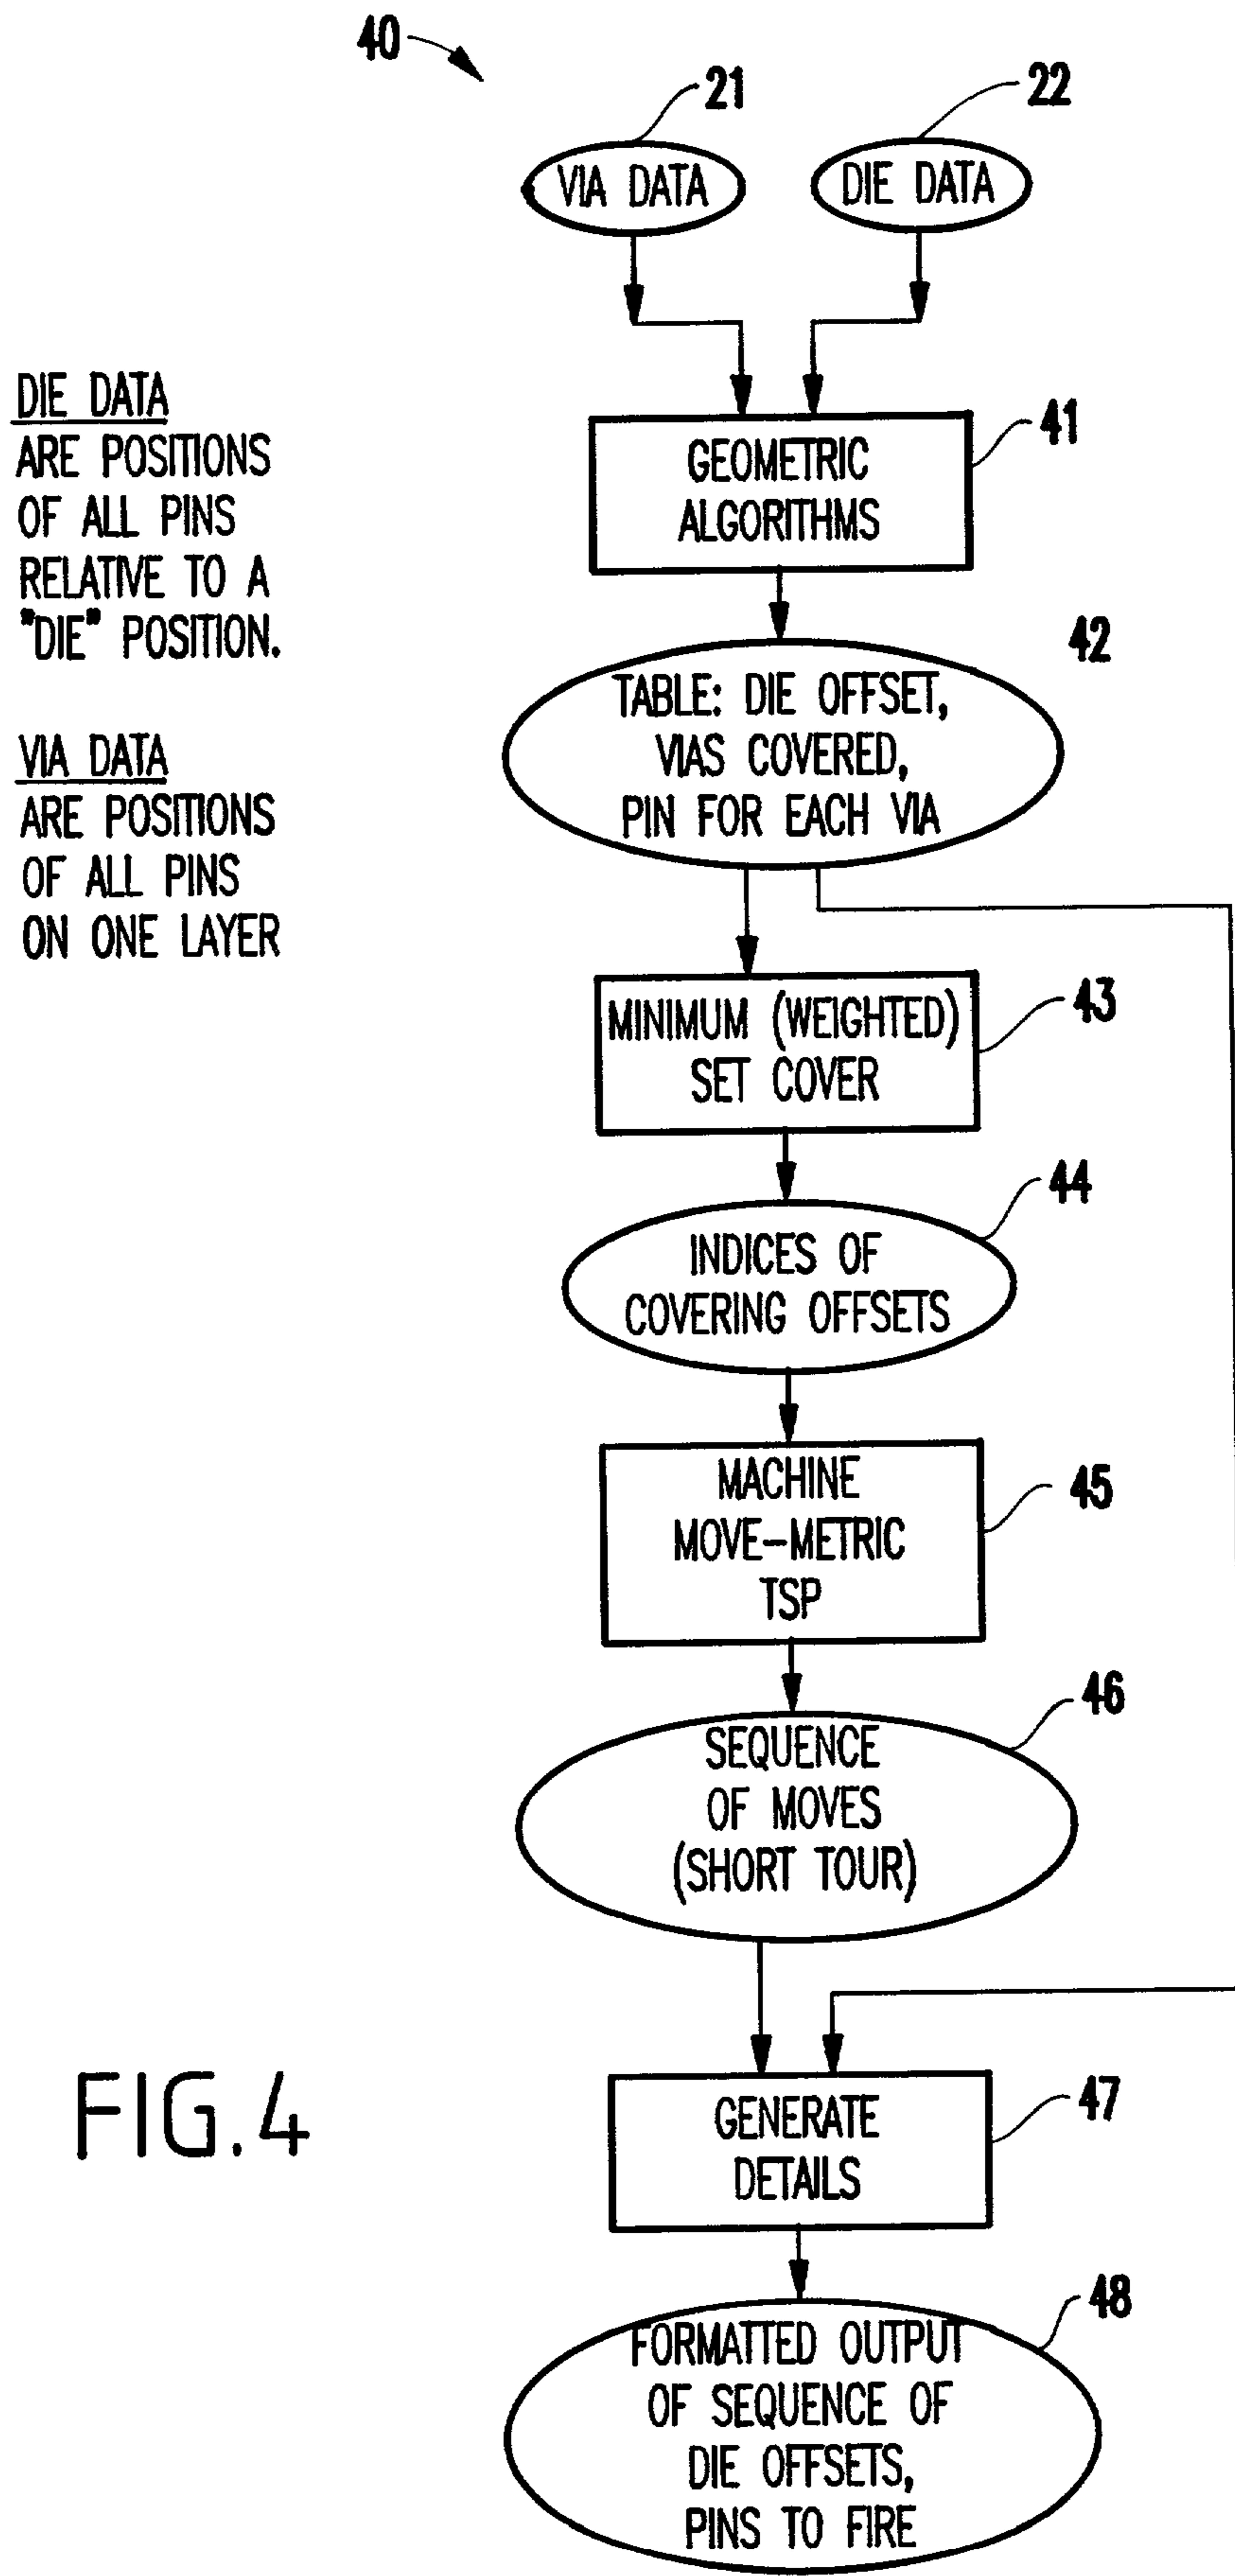 40
21
22
VIA DATA
DIE DATA
DIE DATA
ARE POSITIONS
OF ALL PINS
RELATIVE TO A
"DIE" POSITION.
VIA DATA
ARE POSITIONS
OF ALL PINS
ON ONE LAYER
41
GEOMETRIC
ALGORITHMS
42
TABLE: DIE OFFSET,
VIAS COVERED,
PIN FOR EACH VIA
43
MINIMUM (WEIGHTED)
SET COVER
44
INDICES OF
COVERING OFFSETS
45
MACHINE
MOVE-METRIC
TSP
46
SEQUENCE
OF MOVES
(SHORT TOUR)
47
GENERATE
DETAILS
FIG.4
48
FORMATTED OUTPUT
OF SEQUENCE OF
DIE OFFSETS,
PINS TO FIRE